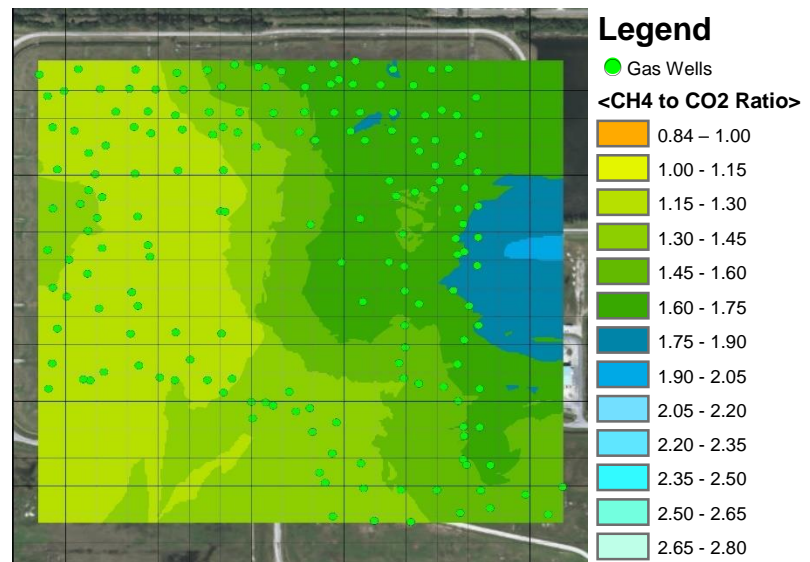 Legend
Gas Wells
<CH4 to CO2 Ratio>
0.84 – 1.00
1.00 - 1.15
1.15 - 1.30
1.30 - 1.45
1.45 - 1.60
1.60 - 1.75
1.75 - 1.90
1.90 - 2.05
2.05 - 2.20
2.20 - 2.35
2.35 - 2.50
2.50 - 2.65
2.65 - 2.80